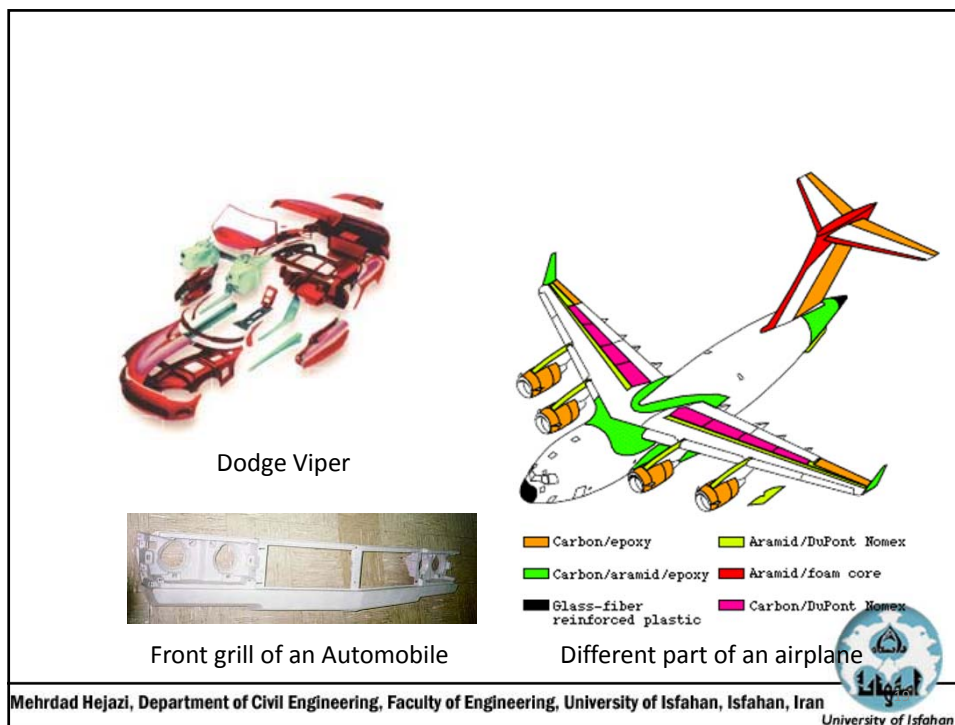 Dodge Viper
Front grill of an Automobile
Carbon/epoxy
Carbon/aramid/epoxy
Glass-fiber
reinforced plastic
Aramid/DuPont Nomex
Aramid/foam core
Carbon/DuPont Nomex
Different part of an airplane
Mehrdad Hejazi, Department of Civil Engineering, Faculty of Engineering, University of Isfahan, Isfahan, Iran
University of Isfahan